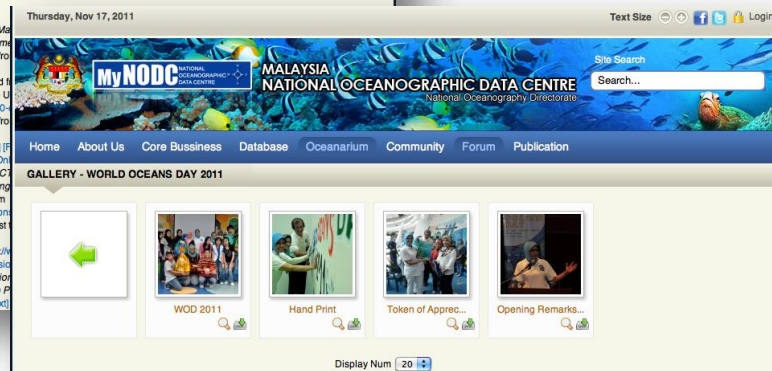 Thursday, Nov 17, 2011
Text Size
Login
MyNODC NATIONAL OCEANOGRAPHIC DATA CENTRE
MALAYSIA
NATIONAL OCEANOGRAPHIC DATA CENTRE
National Oceanography Directorate
Site Search
Search...
Home About Us Core Bussiness Database Oceanarium Community Forum Publication
GALLERY - WORLD OCEANS DAY 2011
WOD 2011
Hand Print
Token of Apprec...
Opening Remarks...
Display Num 20